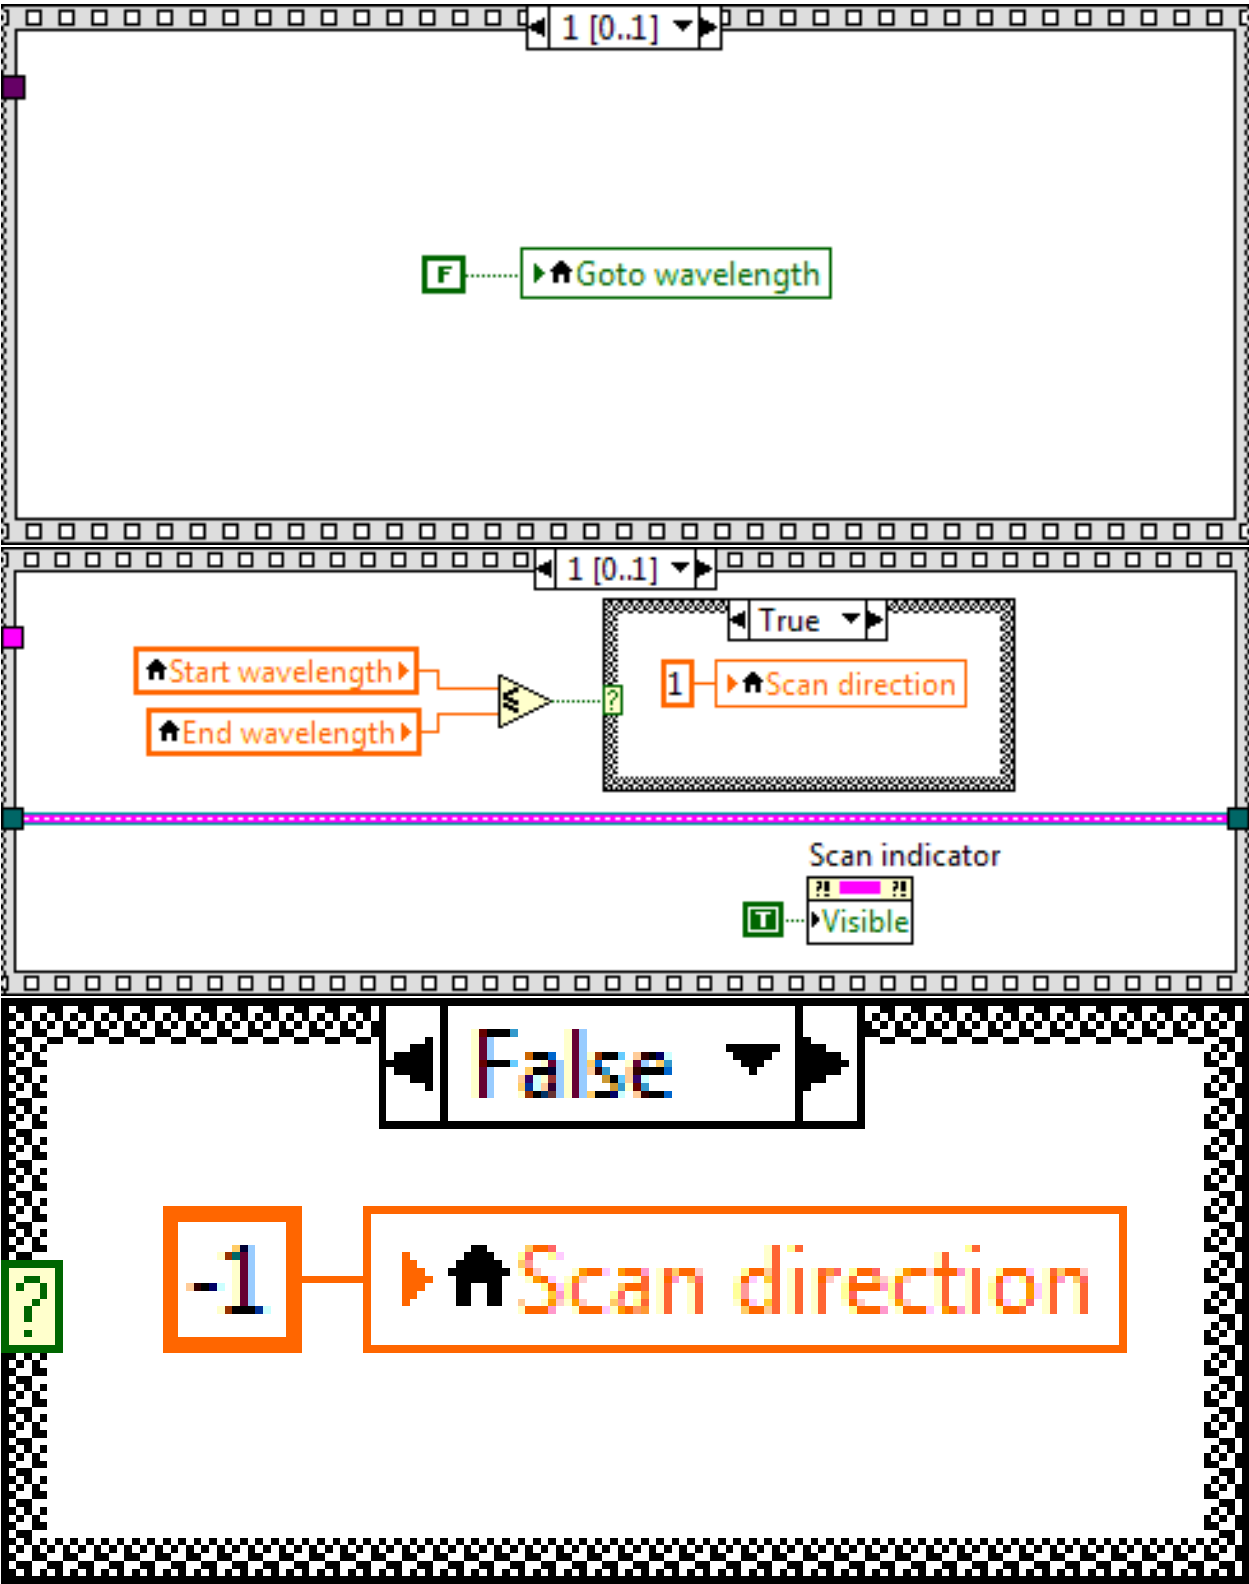 1 [0..1]
F Goto wavelength
1 [0..1]
True
Start wavelength
1 Scan direction
?
End wavelength
Scan indicator
?! ?!
T Visible
False
-1 Scan direction
?